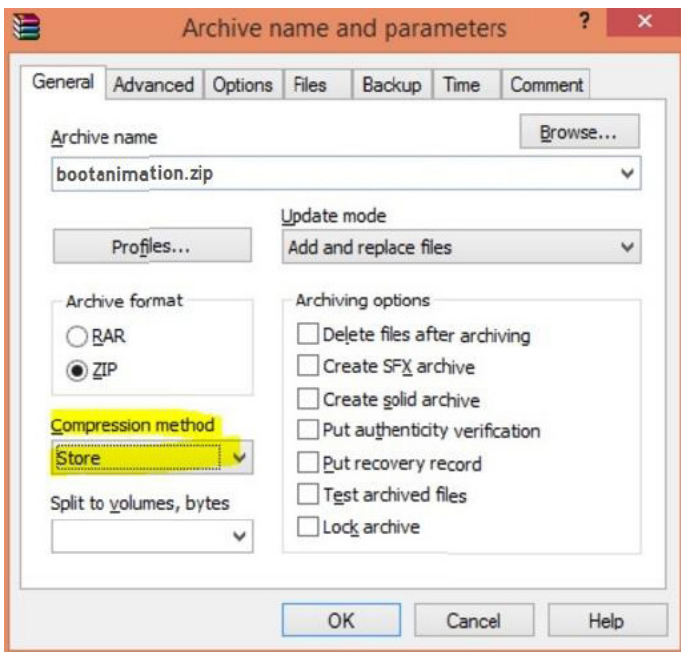 Archive name and parameters
?
×
General Advanced Options Files Backup Time Comment
Archive name
Browse...
bootanimation.zip
Update mode
Profiles...
Add and replace files
Archive format
RAR
ZIP
Compression method
Store
Split to volumes, bytes
Archiving options
Delete files after archiving
Create SFX archive
Create solid archive
Put authenticity verification
Put recovery record
Test archived files
Lock archive
OK Cancel Help